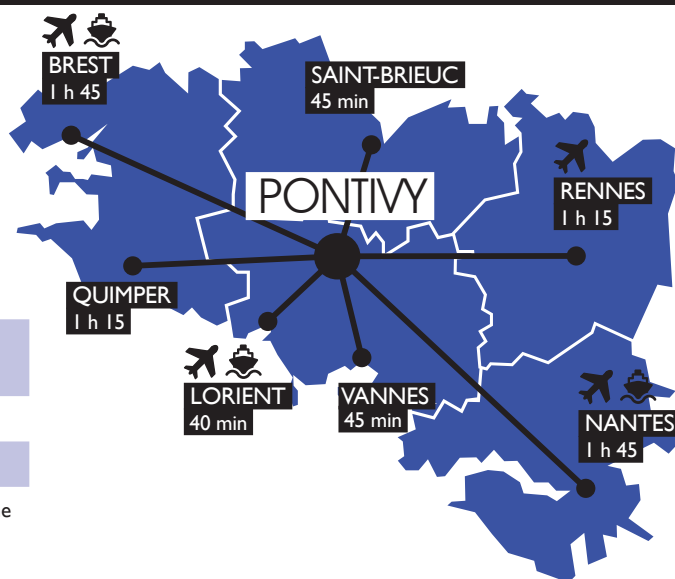 BREST
1 h 45
SAINT-BRIEUC
45 min
PONTIVY
RENNES
1 h 15
QUIMPER
1 h 15
LORIENT
40 min
VANNES
45 min
NANTES
1 h 45
e